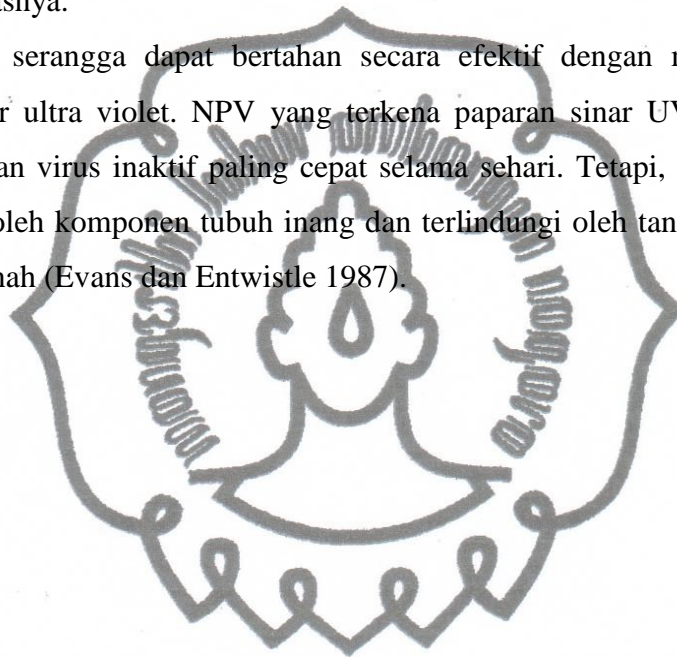 asnya.
serangga dapat bertahan secara efektif dengan
r ultra violet. NPV yang terkena paparan sinar UV
an virus inaktif paling cepat selama sehari. Tetapi,
oleh komponen tubuh inang dan terlindungi oleh tan
nah (Evans dan Entwistle 1987).